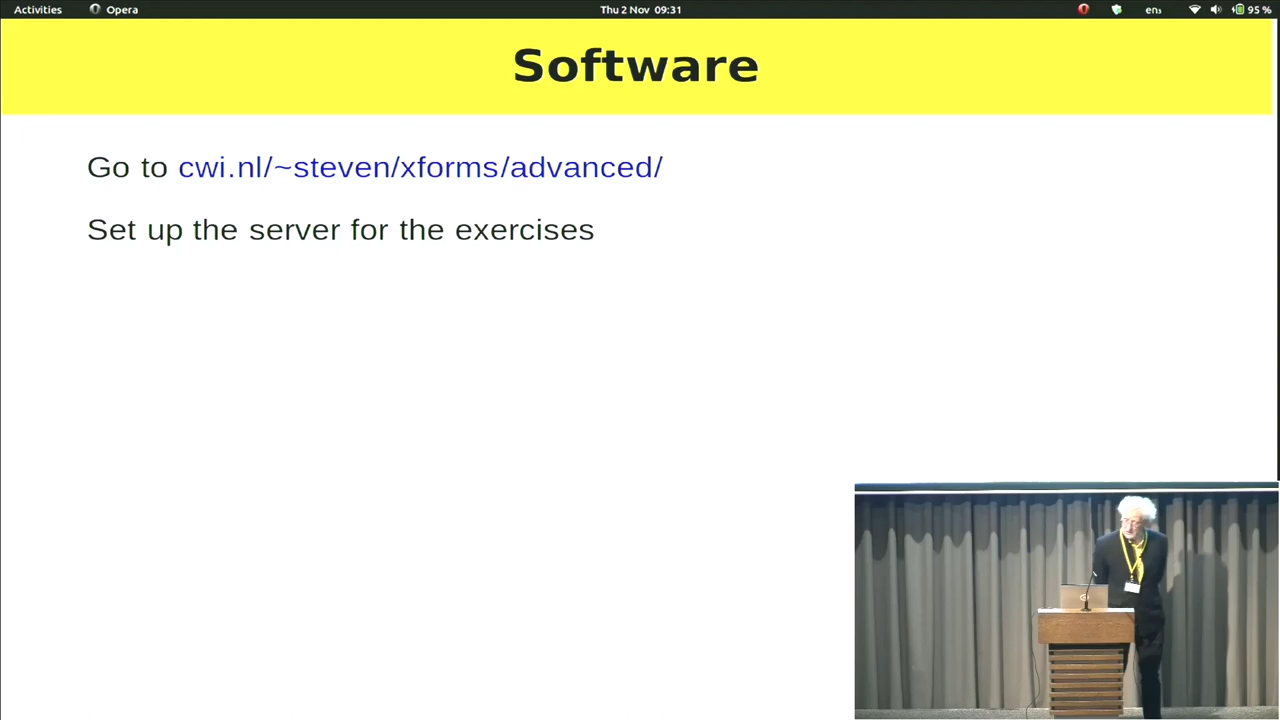 Activities Opera Thu 2 Nov 09:31 en₃ 95 %
Software
Go to cwi.nl/~steven/xforms/advanced/
Set up the server for the exercises